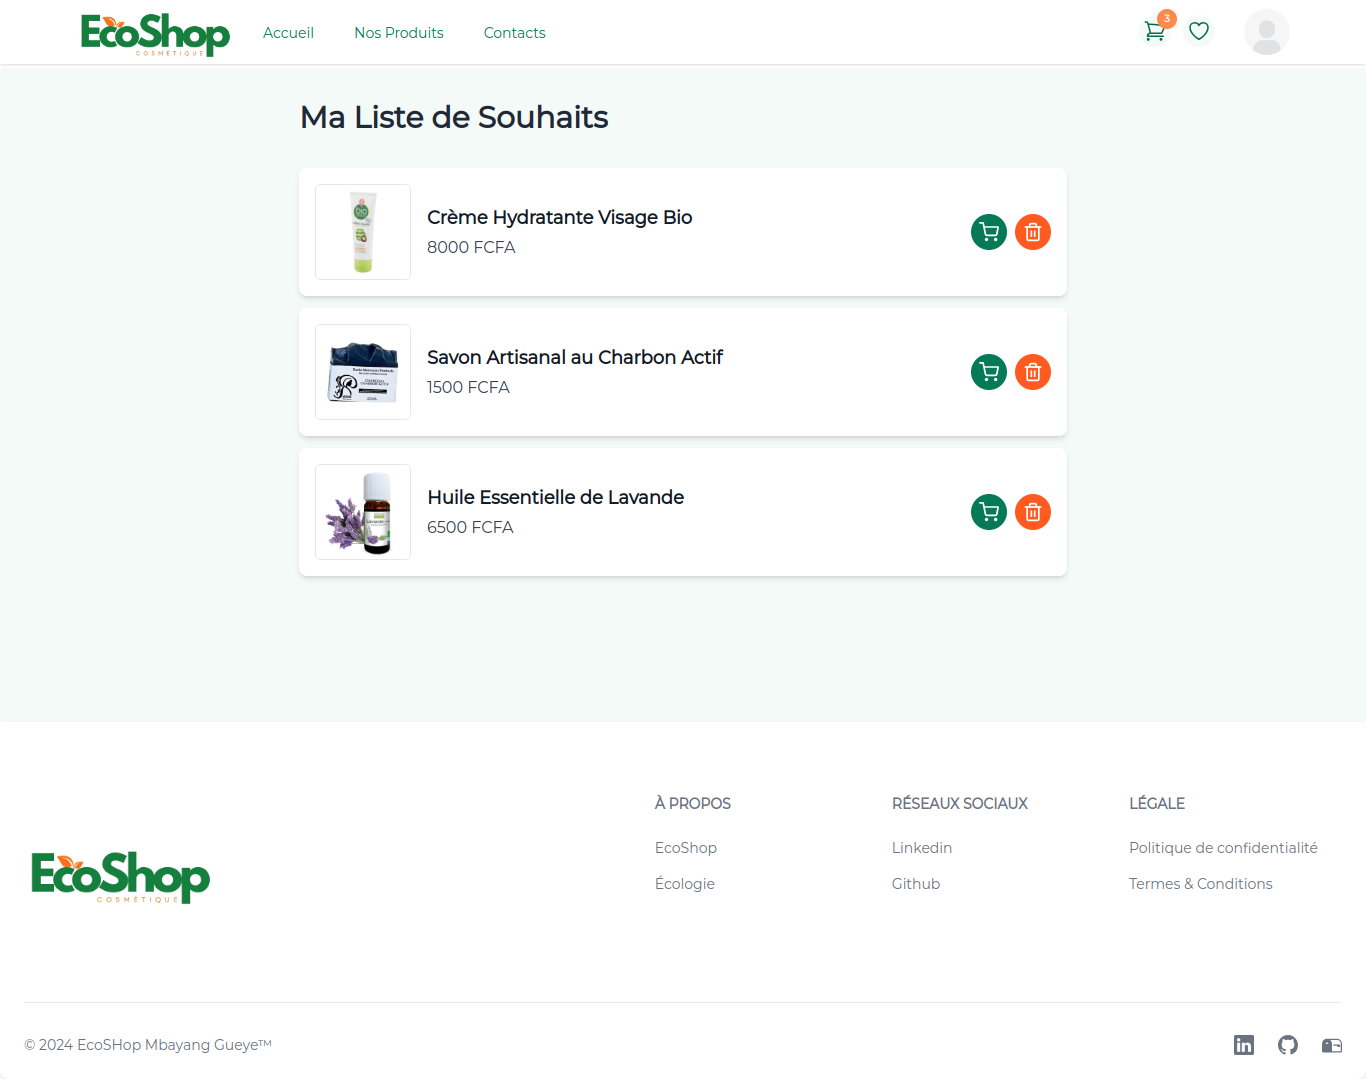 EcoShop
COSMÉTIQUE
Accueil
Nos Produits
Contacts
3
Ma Liste de Souhaits
Crème Hydratante Visage Bio
8000 FCFA
Savon Artisanal au Charbon Actif
1500 FCFA
Huile Essentielle de Lavande
6500 FCFA
EcoShop
COSMÉTIQUE
À PROPOS
EcoShop
Écologie
RÉSEAUX SOCIAUX
Linkedin
Github
LÉGALE
Politique de confidentialité
Termes & Conditions
© 2024 EcoSHop Mbayang Gueye™